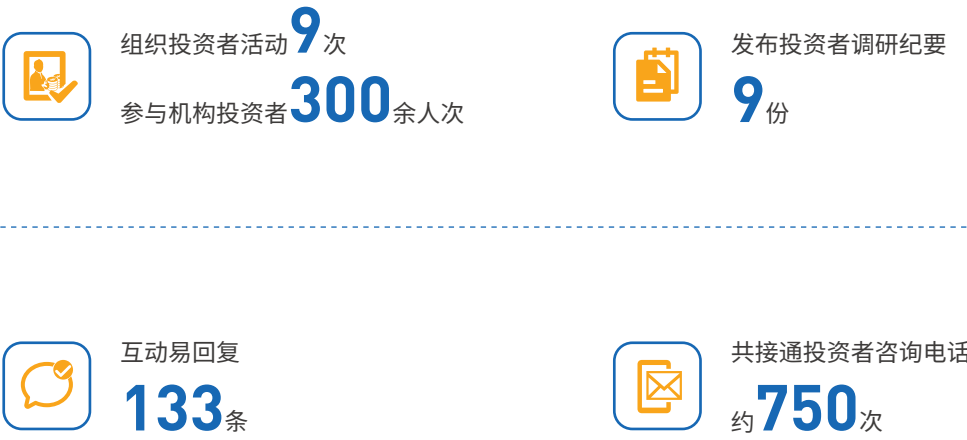 组织投资者活动9次
参与机构投资者300余人次
发布投资者调研纪要
9份
互动易回复
133条
共接通投资者咨询电话
约750次